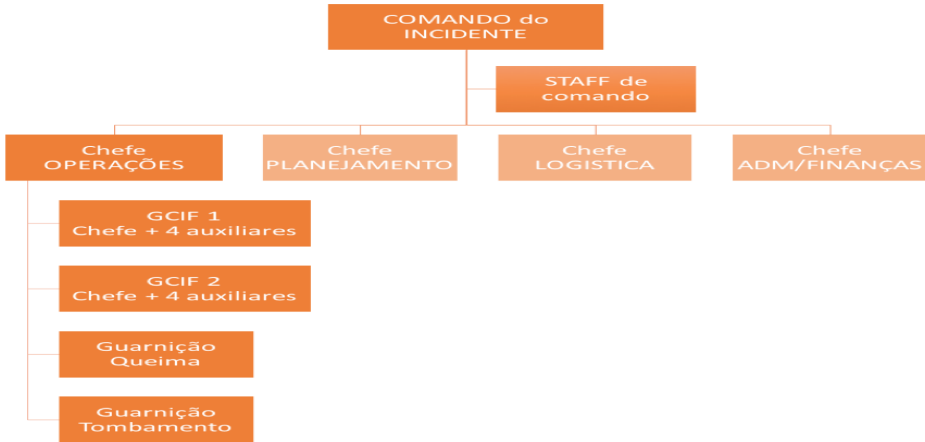 COMANDO do
INCIDENTE
STAFF de
comando
Chefe
OPERAÇÕES
Chefe
PLANEJAMENTO
Chefe
LOGISTICA
Chefe
ADM/FINANÇAS
GCIF 1
Chefe + 4 auxiliares
GCIF 2
Chefe + 4 auxiliares
Guarnição
Queima
Guarnição
Tombamento